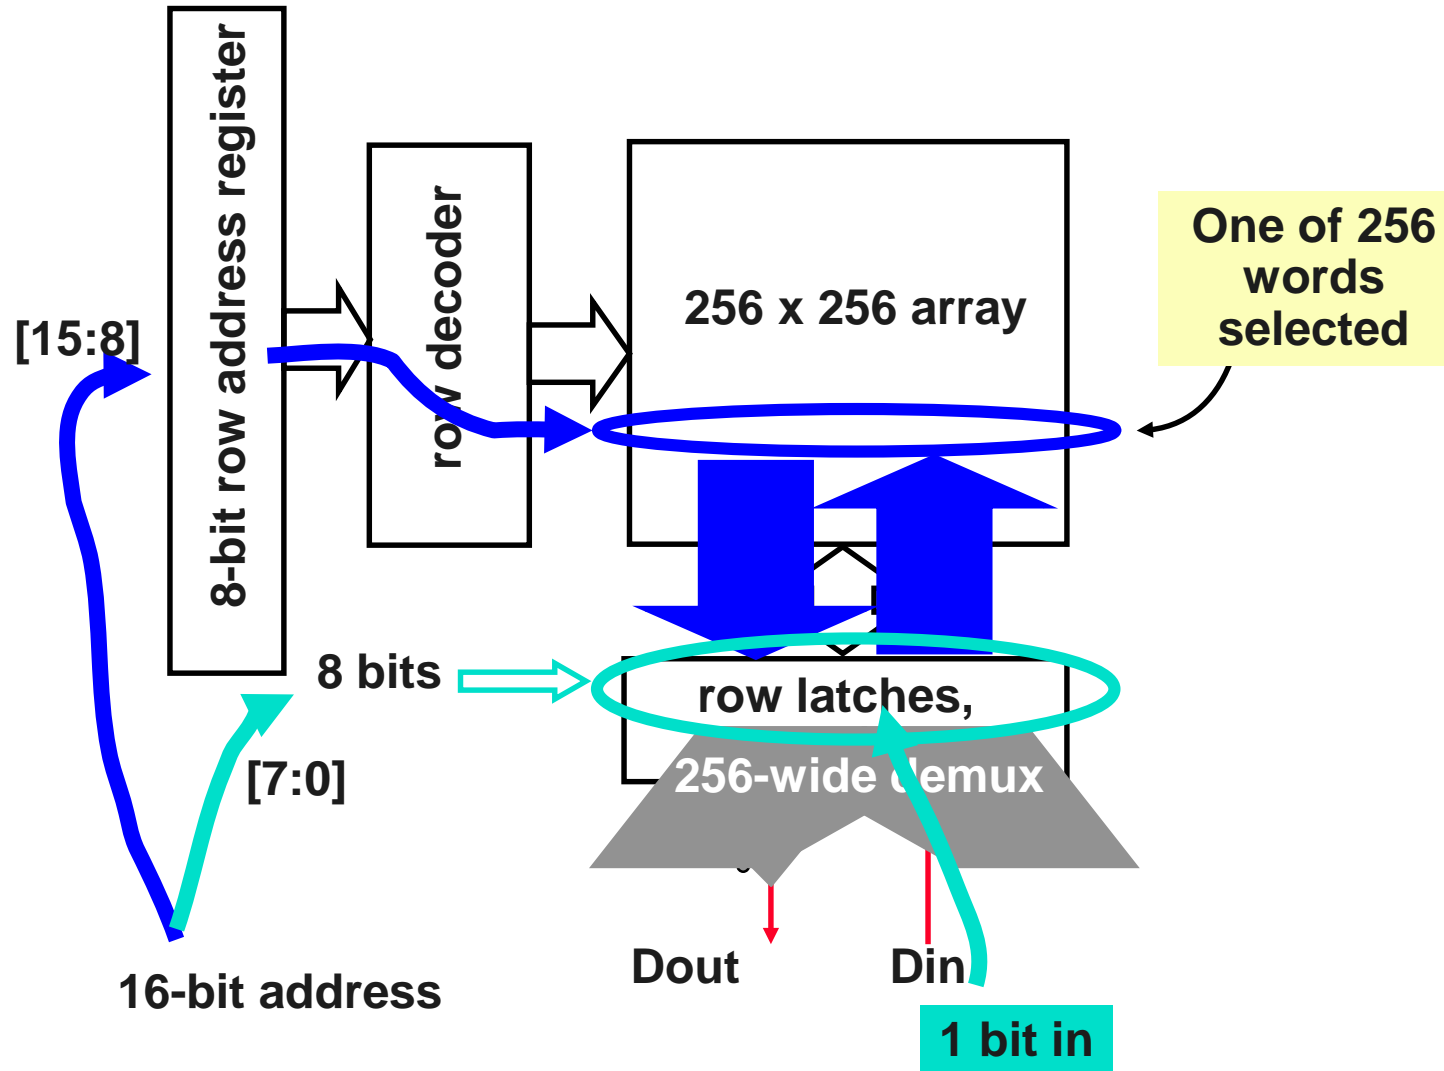 8-bit row address register
row decoder
256 x 256 array
One of 256
words
selected
[15:8]
8 bits
row latches,
[7:0]
256-wide demux
Dout
Din
16-bit address
1 bit in